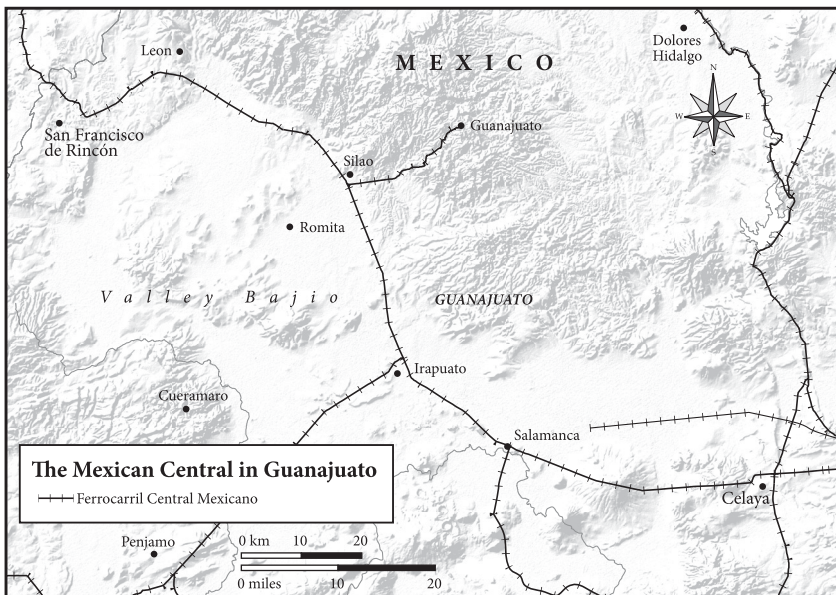 Leon
MEXICO
Dolores
Hidalgo
N
W
E
S
San Francisco
de Rincón
Guanajuato
Silao
Romita
Valley Bajio
GUANAJUATO
Irapuato
Cueramaro
Salamanca
The Mexican Central in Guanajuato
Ferrocarril Central Mexicano
Celaya
Penjamo
0 km 10 20
0 miles 10 20